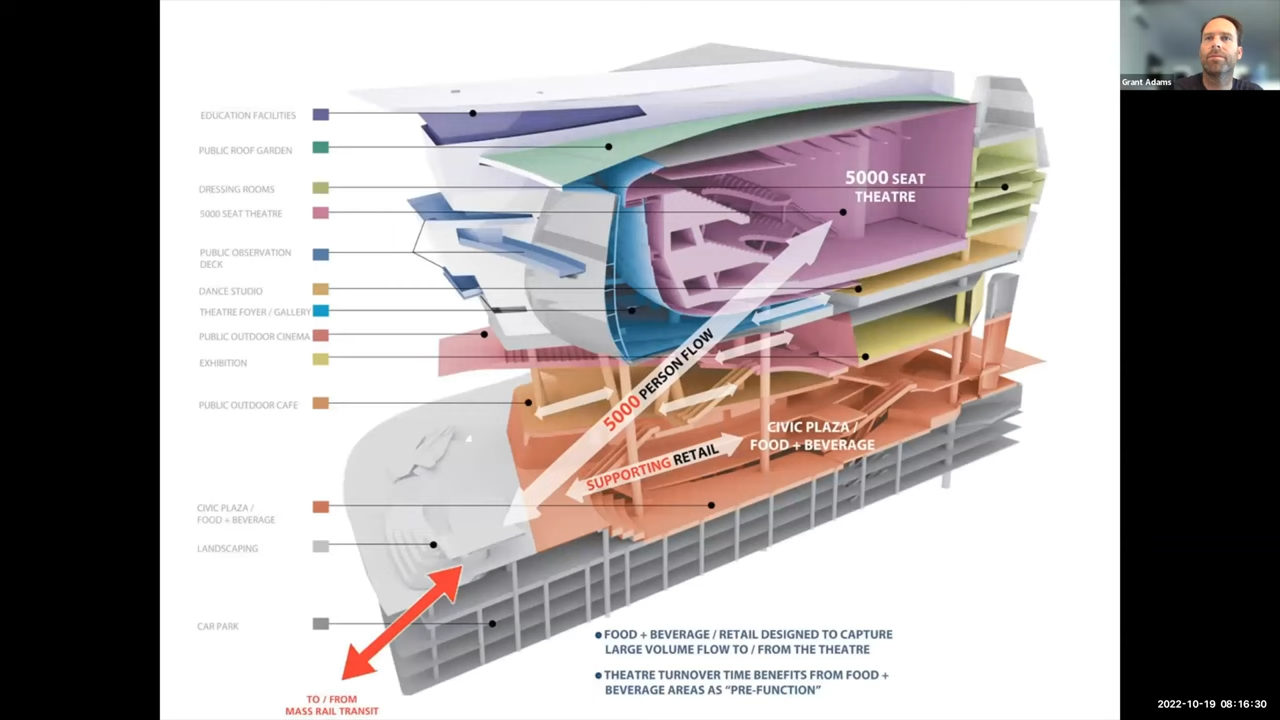 Grant Adams
EDUCATION FACILITIES
PUBLIC ROOF GARDEN
DRESSING ROOMS
5000 SEAT THEATRE
PUBLIC OBSERVATION
DECK
DANCE STUDIO
THEATRE FOYER / GALLERY
PUBLIC OUTDOOR CINEMA
EXHIBITION
PUBLIC OUTDOOR CAFE
CIVIC PLAZA /
FOOD + BEVERAGE
LANDSCAPING
CAR PARK
5000 SEAT
THEATRE
5000 PERSON FLOW
CIVIC PLAZA /
FOOD + BEVERAGE
SUPPORTING RETAIL
TO / FROM
MASS RAIL TRANSIT
● FOOD + BEVERAGE / RETAIL DESIGNED TO CAPTURE
LARGE VOLUME FLOW TO / FROM THE THEATRE
● THEATRE TURNOVER TIME BENEFITS FROM FOOD +
BEVERAGE AREAS AS “PRE-FUNCTION”
2022-10-19 08:16:30